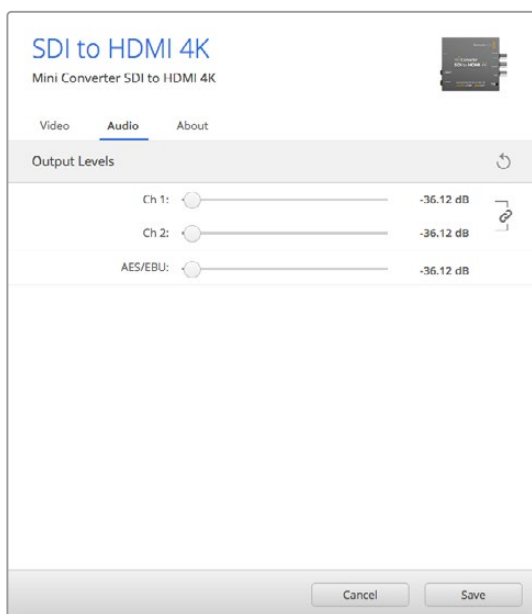 SDI to HDMI 4K
Mini Converter SDI to HDMI 4K
Video Audio About
Output Levels
Ch 1: -36.12 dB
Ch 2: -36.12 dB
AES/EBU: -36.12 dB
Cancel Save